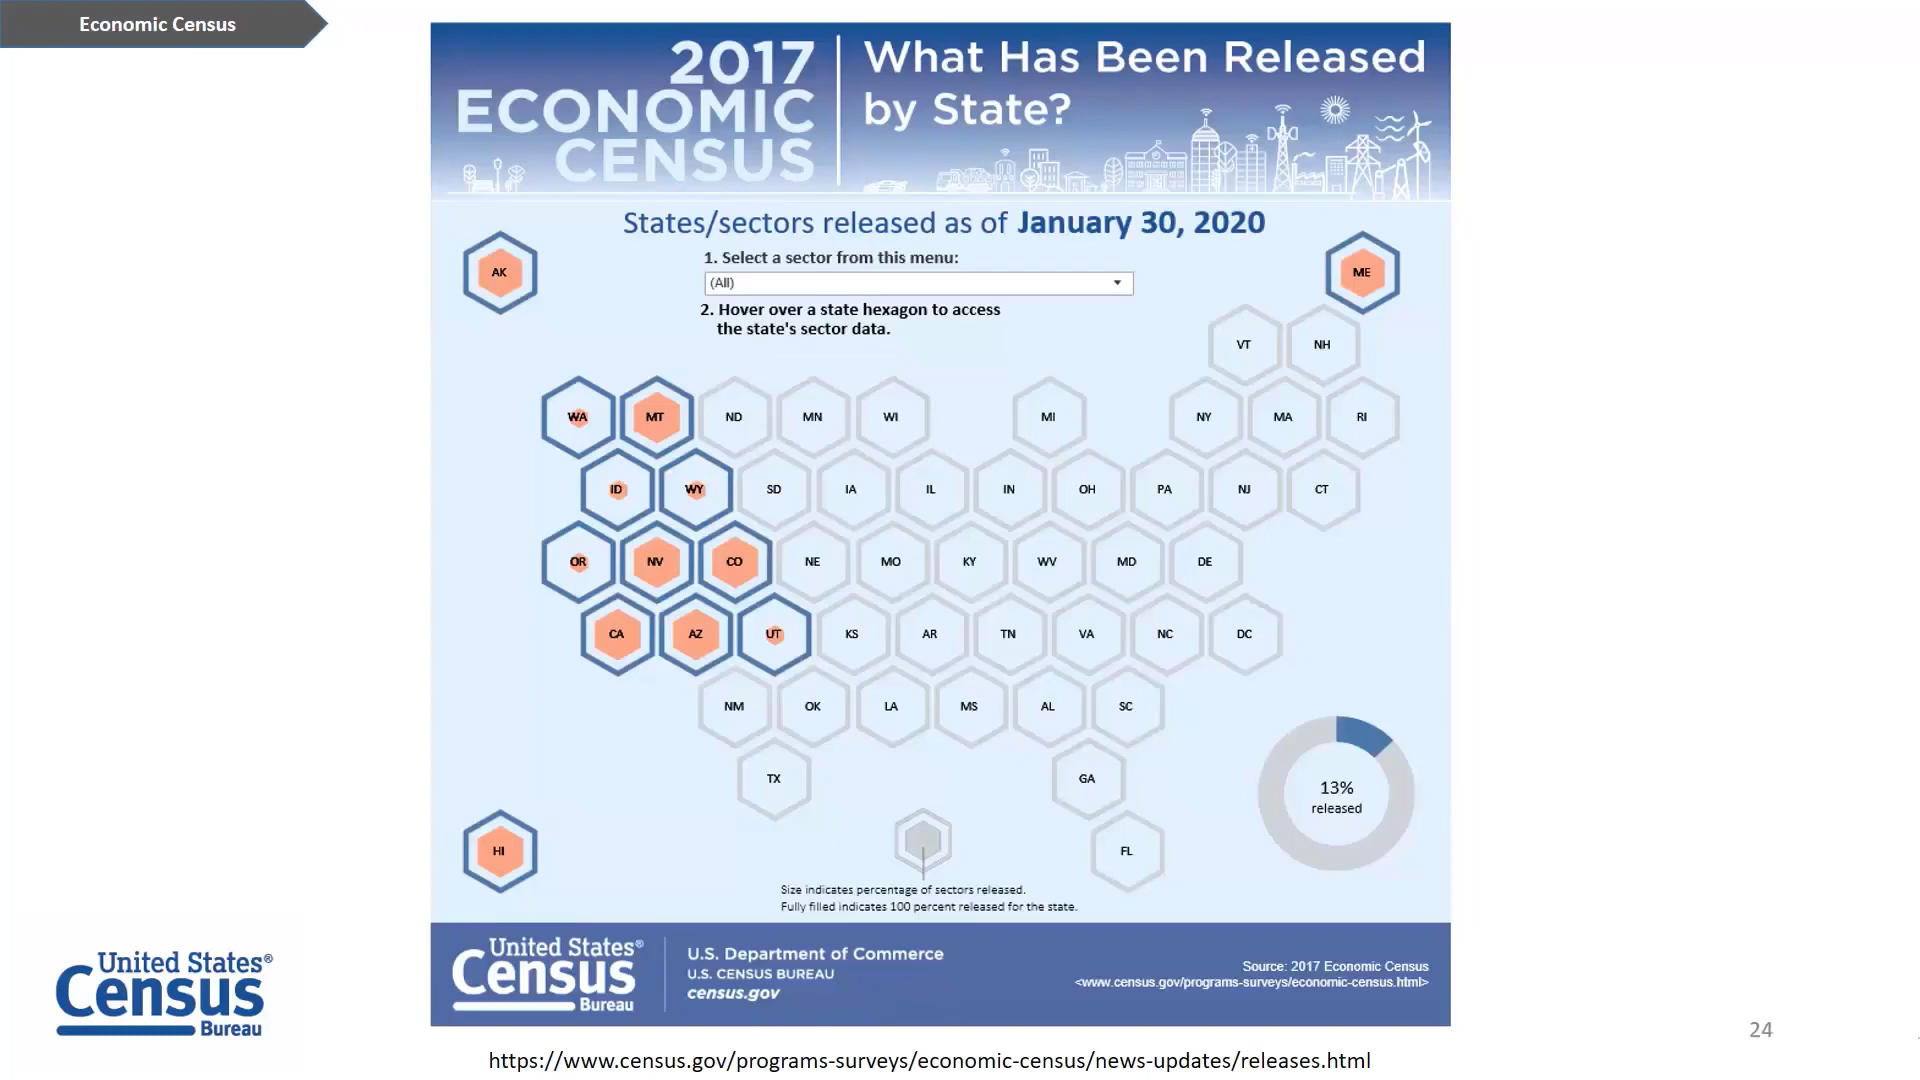 Economic Census
2017
ECONOMIC
CENSUS
What Has Been Released
by State?
States/sectors released as of January 30, 2020
1. Select a sector from this menu:
(All)
2. Hover over a state hexagon to access
the state's sector data.
AK
ME
VT NH
WA MT ND MN WI MI NY MA RI
ID WY SD IA IL IN OH PA NJ CT
OR NV CO NE MO KY WV MD DE
CA AZ UT KS AR TN VA NC DC
NM OK LA MS AL SC
TX GA
HI FL
13%
released
Size indicates percentage of sectors released.
Fully filled indicates 100 percent released for the state.
United States®
Census
Bureau
U.S. Department of Commerce
U.S. CENSUS BUREAU
census.gov
Source: 2017 Economic Census
<www.census.gov/programs-surveys/economic-census.html>
United States®
Census
Bureau
24
https://www.census.gov/programs-surveys/economic-census/news-updates/releases.html